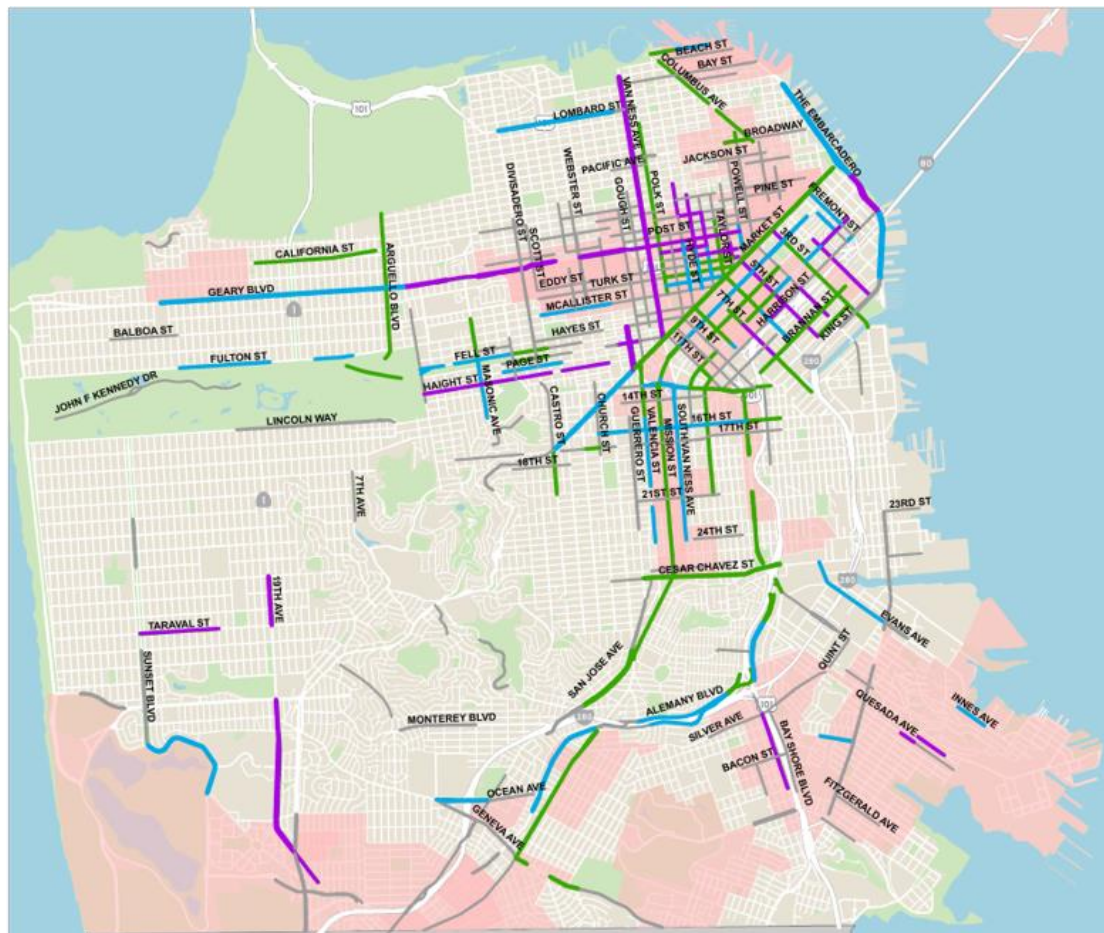 BEACH ST
BAY ST
COLUMBUS AVE
VAN NESS AVE
THE EMBARCADERO
101
LOMBARD ST
BROADWAY
JACKSON ST
PACIFIC AVE
WEBSTER ST
DIVISADERO ST
GOUGH ST
POLK ST
POWELL ST
PINE ST
80
SCOTT ST
POST ST
TAYLOR ST
MARKET ST
FREMONT ST
3RD ST
CALIFORNIA ST
ARGUELLO BLVD
HYDE ST
EDDY ST
TURK ST
5TH ST
HARRISON ST
GEARY BLVD
1
MCALLISTER ST
7TH ST
BRANNAN ST
KING ST
BALBOA ST
HAYES ST
9TH ST
11TH ST
FULTON ST
FELL ST
PAGE ST
280
JOHN F KENNEDY DR
HAIGHT ST
MASONIC AVE
CASTRO ST
CHURCH ST
14TH ST
101
LINCOLN WAY
GUERRERO ST
VALENCIA ST
MISSION ST
SOUTH VAN NESS AVE
16TH ST
17TH ST
18TH ST
7TH AVE
1
21ST ST
23RD ST
24TH ST
CESAR CHAVEZ ST
280
19TH AVE
TARAVAL ST
EVANS AVE
SUNSET BLVD
SAN JOSE AVE
QUINT ST
ALEMANY BLVD
101
280
MONTEREY BLVD
SILVER AVE
QUESADA AVE
INNES AVE
BACON ST
BAY SHORE BLVD
OCEAN AVE
GENEVA AVE
FITZGERALD AVE